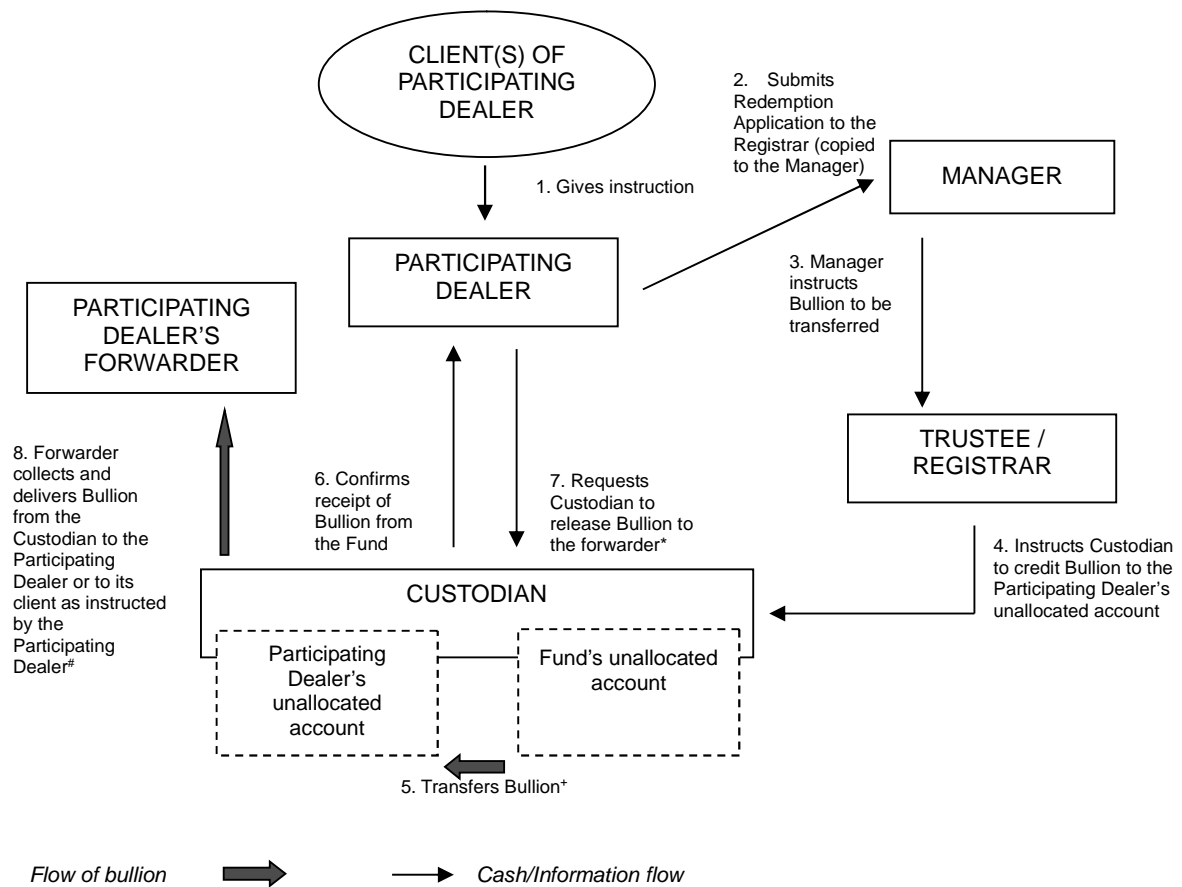 CLIENT(S) OF
PARTICIPATING
DEALER
2. Submits
Redemption
Application to the
Registrar (copied
to the Manager)
MANAGER
1. Gives instruction
PARTICIPATING
DEALER
3. Manager
instructs
Bullion to be
transferred
PARTICIPATING
DEALER’S
FORWARDER
TRUSTEE /
REGISTRAR
8. Forwarder
collects and
delivers Bullion
from the
Custodian to the
Participating
Dealer or to its
client as instructed
by the
Participating
Dealer#
6. Confirms
receipt of
Bullion from
the Fund
7. Requests
Custodian to
release Bullion to
the forwarder*
4. Instructs Custodian
to credit Bullion to the
Participating Dealer’s
unallocated account
CUSTODIAN
Participating
Dealer’s
unallocated
account
Fund’s unallocated
account
5. Transfers Bullion+
Flow of bullion
Cash/Information flow